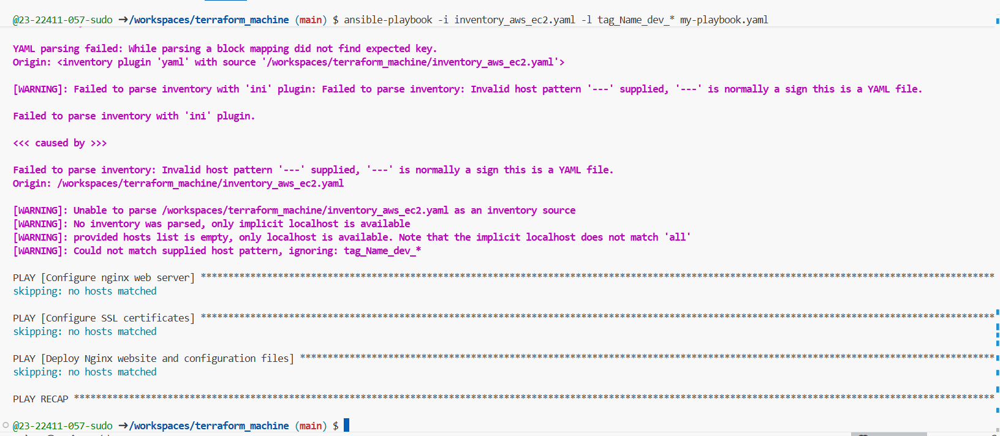 @23-22411-057-sudo ➜/workspaces/terraform_machine (main) $ ansible-playbook -i inventory_aws_ec2.yaml -l tag_Name_dev_* my-playbook.yaml
YAML parsing failed: While parsing a block mapping did not find expected key.
Origin: <inventory plugin 'yaml' with source '/workspaces/terraform_machine/inventory_aws_ec2.yaml'>
[WARNING]: Failed to parse inventory with 'ini' plugin: Failed to parse inventory: Invalid host pattern '---' supplied, '---' is normally a sign this is a YAML file.
Failed to parse inventory with 'ini' plugin.
<<< caused by >>>
Failed to parse inventory: Invalid host pattern '---' supplied, '---' is normally a sign this is a YAML file.
Origin: /workspaces/terraform_machine/inventory_aws_ec2.yaml
[WARNING]: Unable to parse /workspaces/terraform_machine/inventory_aws_ec2.yaml as an inventory source
[WARNING]: No inventory was parsed, only implicit localhost is available
[WARNING]: provided hosts list is empty, only localhost is available. Note that the implicit localhost does not match 'all'
[WARNING]: Could not match supplied host pattern, ignoring: tag_Name_dev_*
PLAY [Configure nginx web server] ************************************************************************************************************************************************
skipping: no hosts matched
PLAY [Configure SSL certificates] ************************************************************************************************************************************************
skipping: no hosts matched
PLAY [Deploy Nginx website and configuration files] ******************************************************************************************************************************
skipping: no hosts matched
PLAY RECAP ***********************************************************************************************************************************************************************
@23-22411-057-sudo ➜/workspaces/terraform_machine (main) $